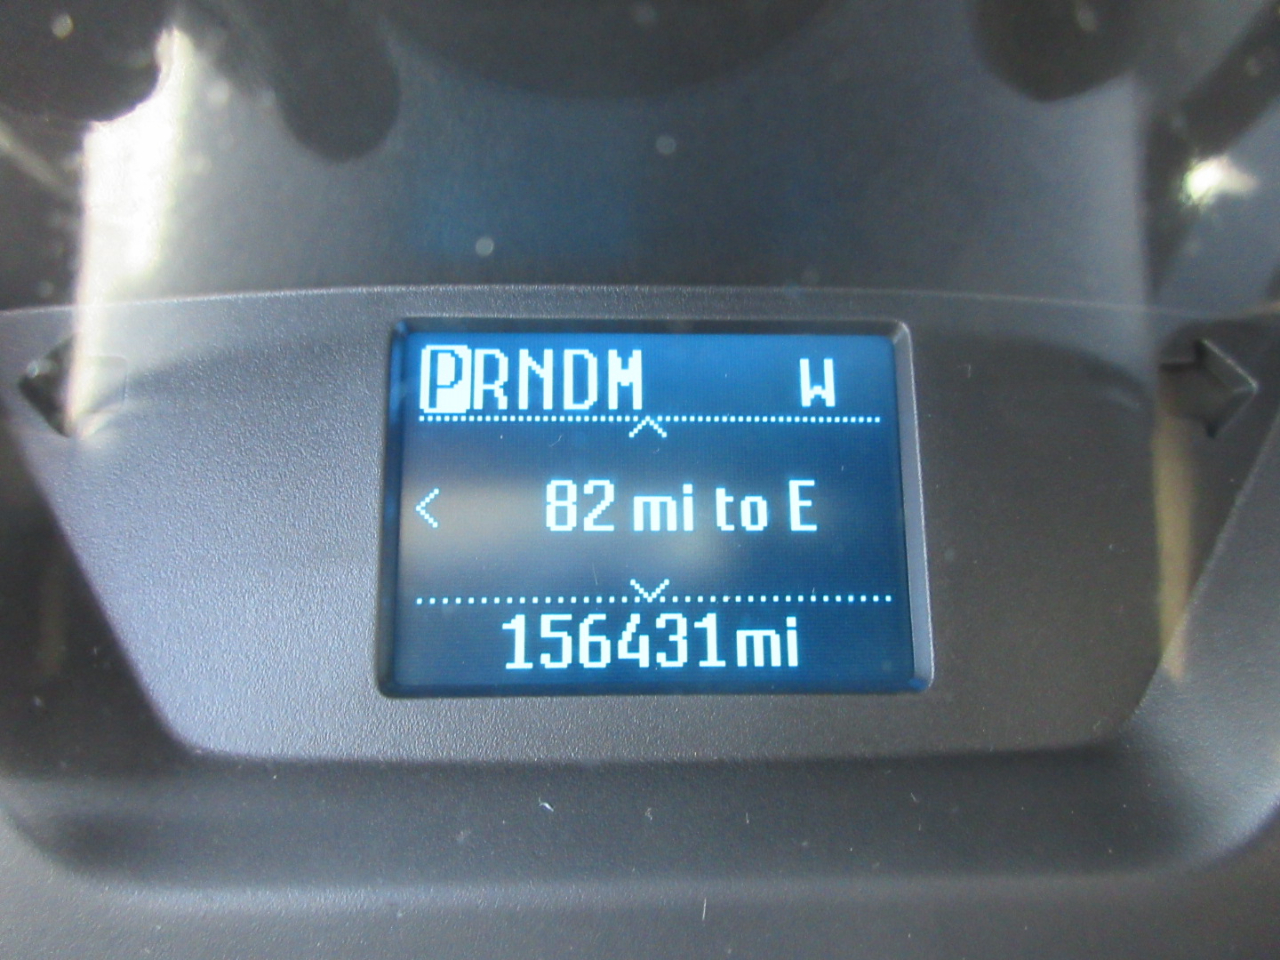 PRNDM W
82 mi to E
156431mi